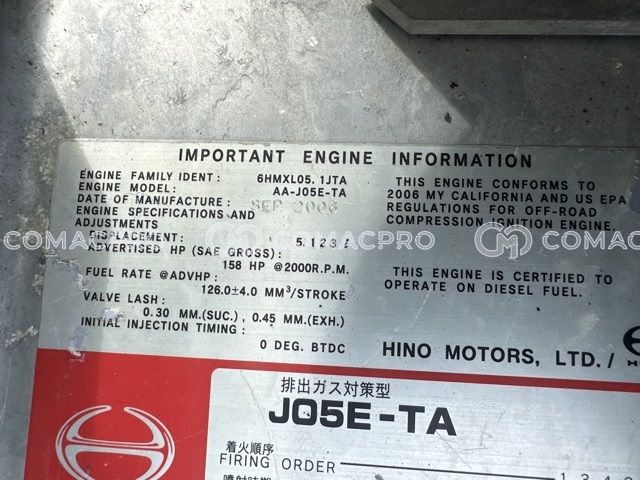 IMPORTANT ENGINE INFORMATION
ENGINE FAMILY IDENT: 6HMXL05.1JTA
ENGINE MODEL: AA-J05E-TA
DATE OF MANUFACTURE: SEP 2006
ENGINE SPECIFICATIONS AND
ADJUSTMENTS
DISPLACEMENT:
ADVERTISED HP (SAE GROSS):
158 HP @2000R.P.M.
FUEL RATE @ADVHP:
126.0±4.0 MM³/STROKE
VALVE LASH:
0.30 MM.(SUC.), 0.45 MM.(EXH.)
INITIAL INJECTION TIMING:
0 DEG. BTDC
THIS ENGINE CONFORMS TO
2006 MY CALIFORNIA AND US EPA
REGULATIONS FOR OFF-ROAD
COMPRESSION IGNITION ENGINE.
THIS ENGINE IS CERTIFIED TO
OPERATE ON DIESEL FUEL.
HINO MOTORS, LTD./
COMACPRO
CM COMACPRO
排出ガス対策型
J05E-TA
着火順序
FIRING ORDER